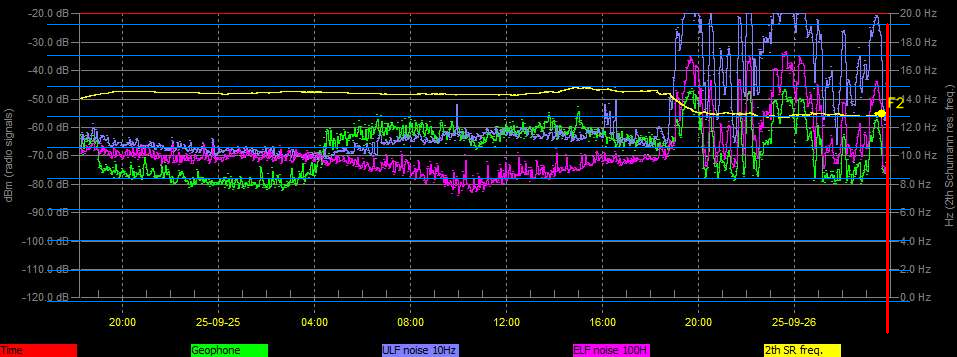 -20.0 dB 20.0 Hz
-30.0 dB 18.0 Hz
-40.0 dB 16.0 Hz
-50.0 dB 14.0 Hz
F2
-60.0 dB 12.0 Hz
-70.0 dB 10.0 Hz
-80.0 dB 8.0 Hz
-90.0 dB 6.0 Hz
-100.0 dB 4.0 Hz
-110.0 dB 2.0 Hz
-120.0 dB 0.0 Hz
dBm (radio signals)
Hz (2th Schumann res. freq.)
20:00 25-09-25 04:00 08:00 12:00 16:00 20:00 25-09-26
Time Geophone ULF noise 10Hz ELF noise 100H 2th SR freq.